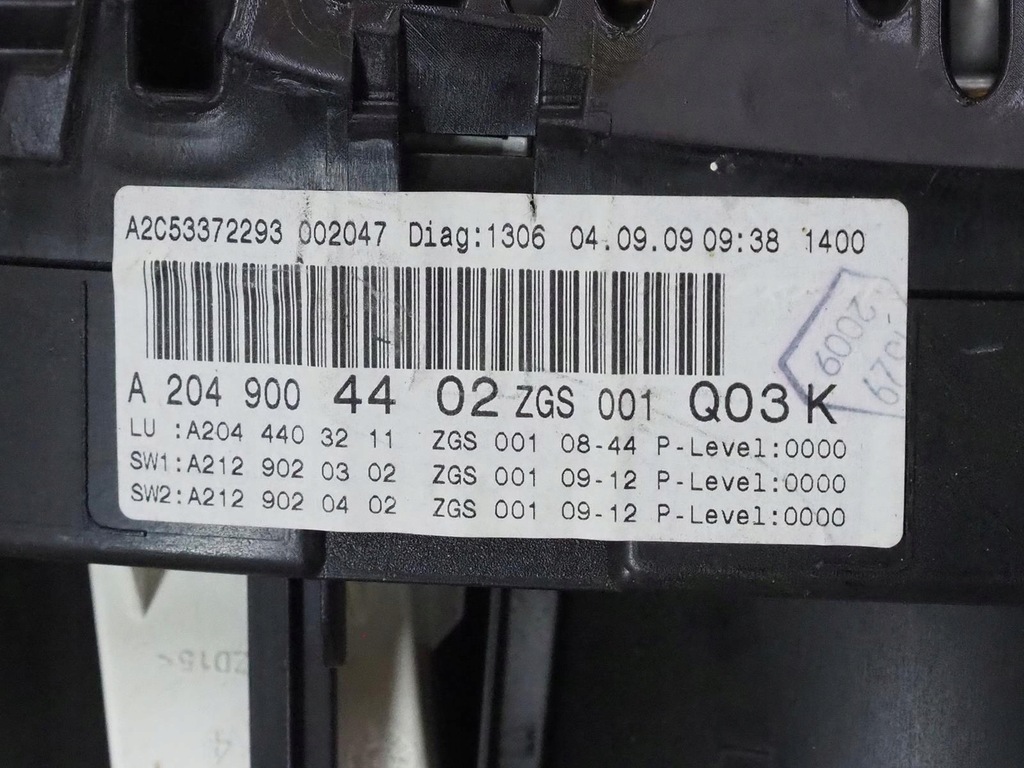 A2C53372293 002047 Diag:1306 04.09.09 09:38 1400
A 204 900 44 02 ZGS 001 Q03 K
LU :A204 440 32 11 ZGS 001 08-44 P-Level:0000
SW1:A212 902 03 02 ZGS 001 09-12 P-Level:0000
SW2:A212 902 04 02 ZGS 001 09-12 P-Level:0000
2009
4